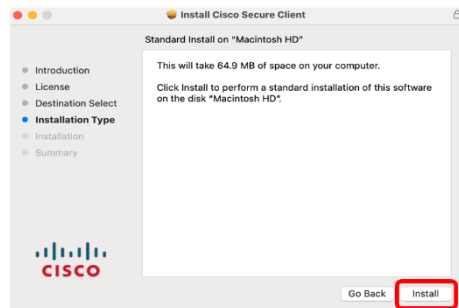 Install Cisco Secure Client
Standard Install on "Macintosh HD"
Introduction
License
Destination Select
Installation Type
Installation
Summary
This will take 64.9 MB of space on your computer.
Click Install to perform a standard installation of this software
on the disk "Macintosh HD".
CISCO
Go Back
Install